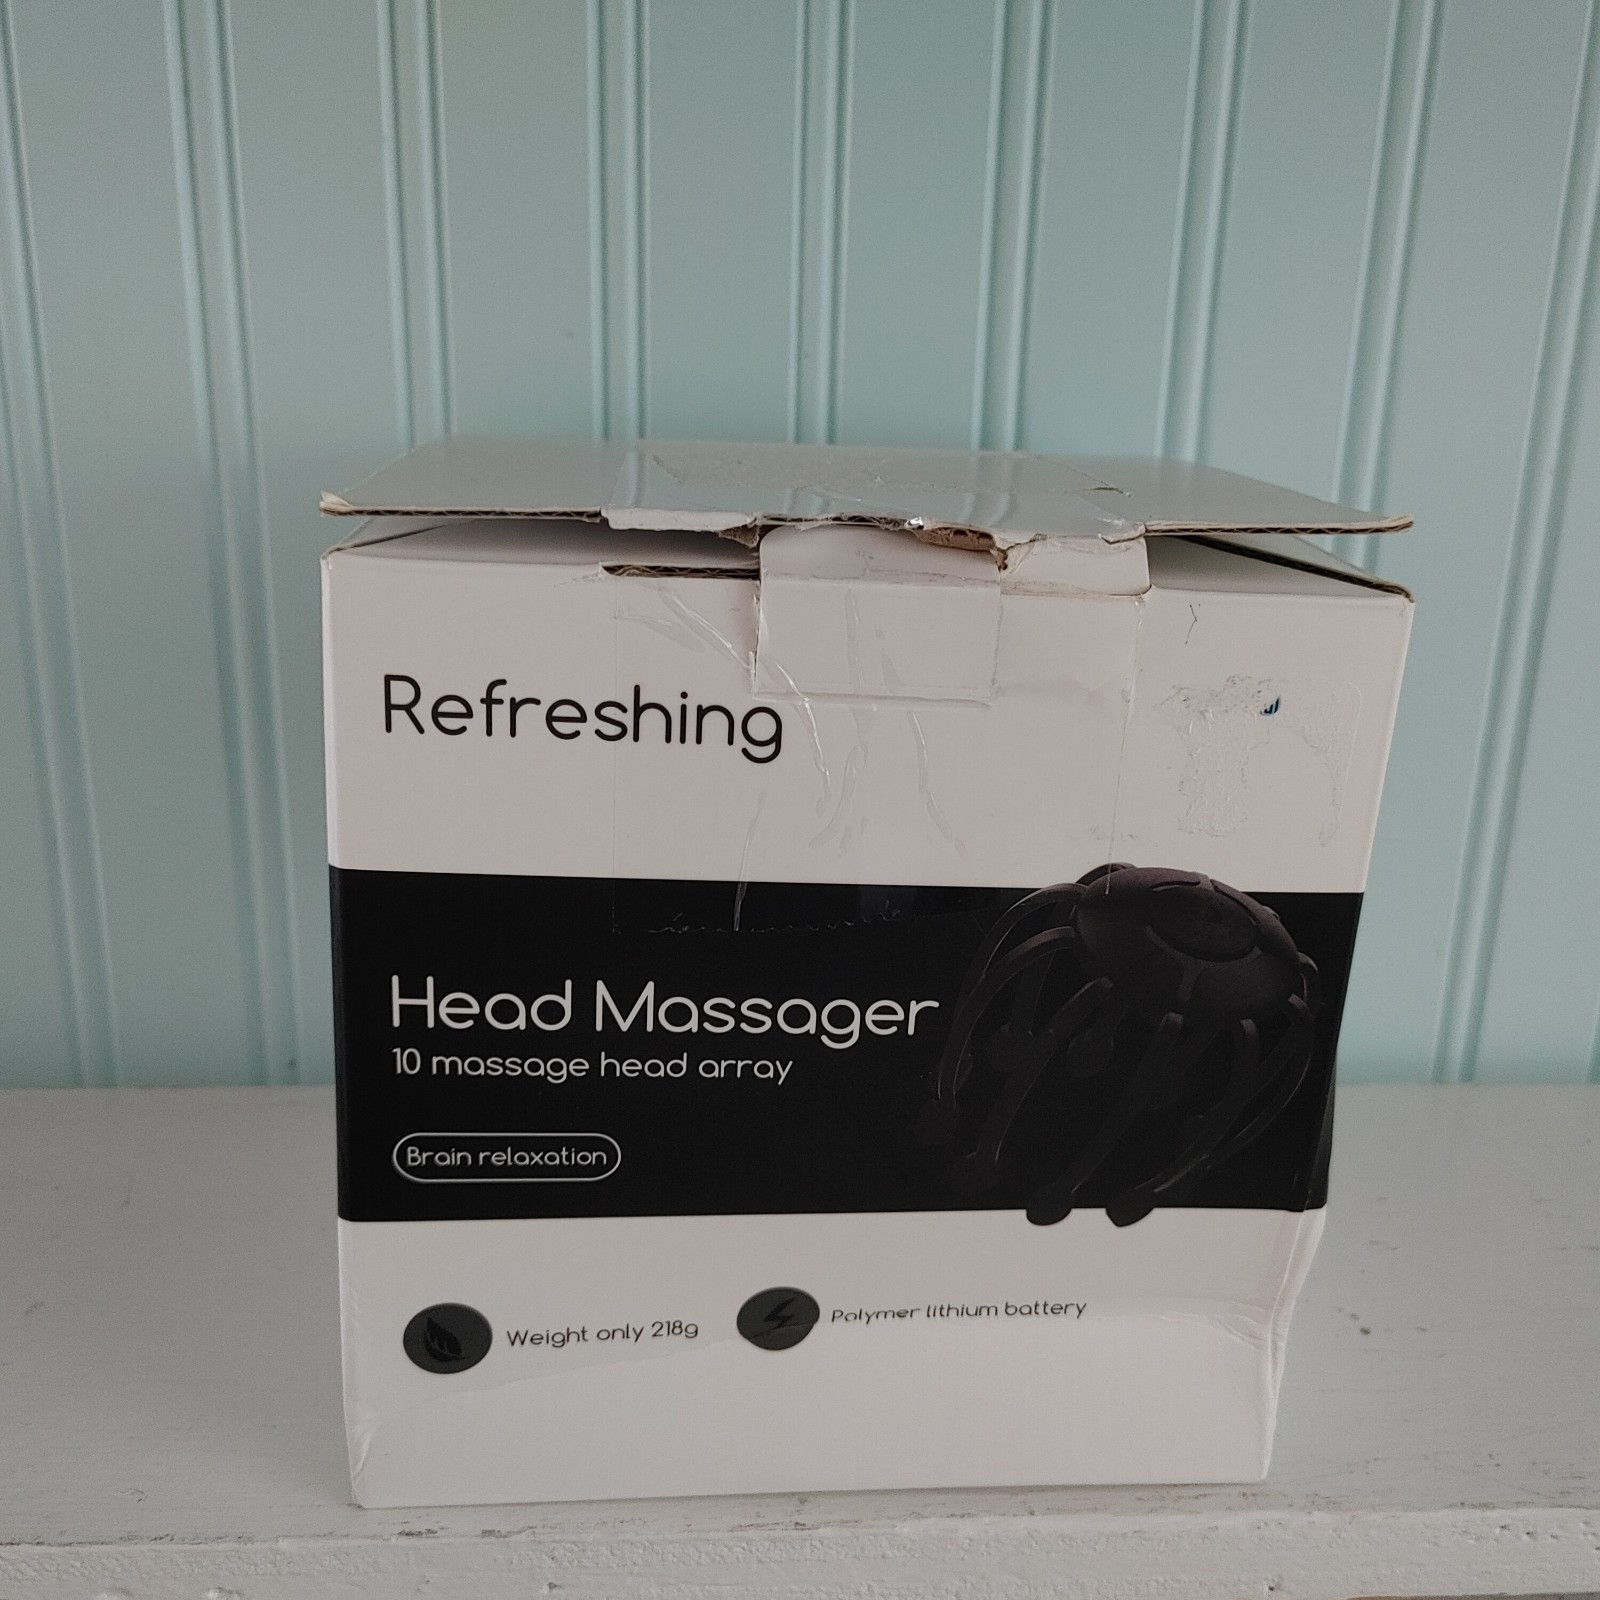 Refreshing
Head Massager
10 massage head array
Brain relaxation
Weight only 218g
Polymer lithium battery